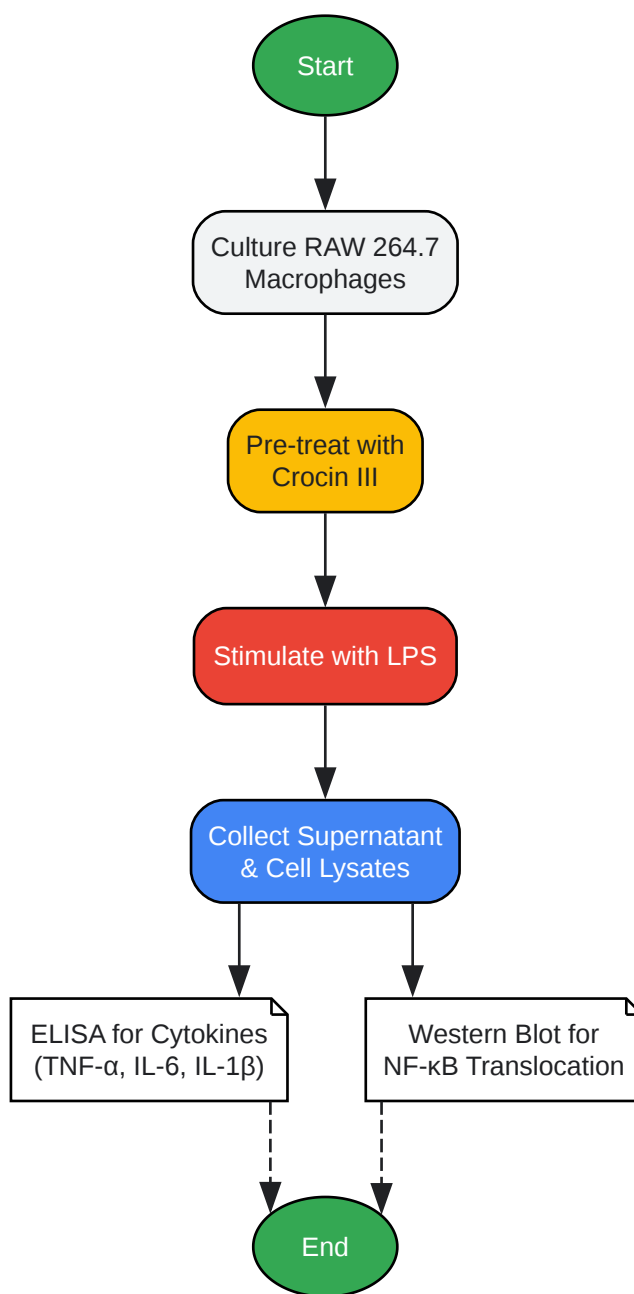 Start
Culture RAW 264.7
Macrophages
Pre-treat with
Crocin III
Stimulate with LPS
Collect Supernatant
& Cell Lysates
ELISA for Cytokines
(TNF-α, IL-6, IL-1β)
Western Blot for
NF-κB Translocation
End